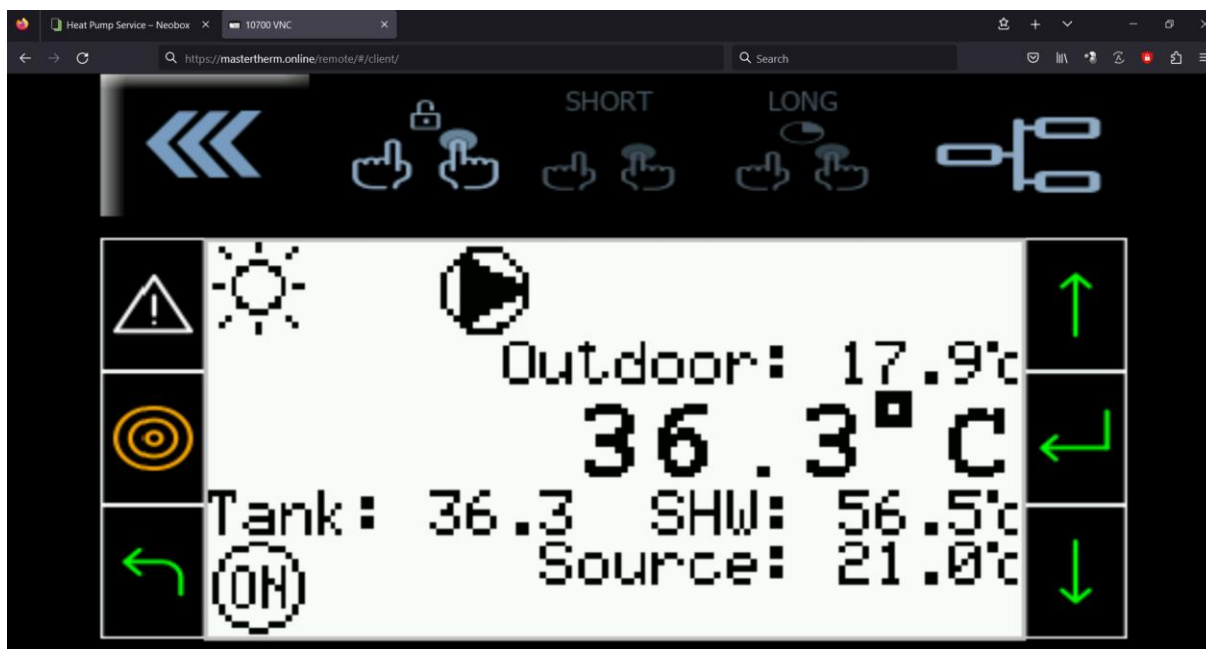 Heat Pump Service – Neobox
10700 VNC
https://mastertherm.online/remote/#/client/
Search
SHORT
LONG
Outdoor: 17.9°c
36.3°C
Tank: 36.3 SHW: 56.5°c
Source: 21.0°c
ON